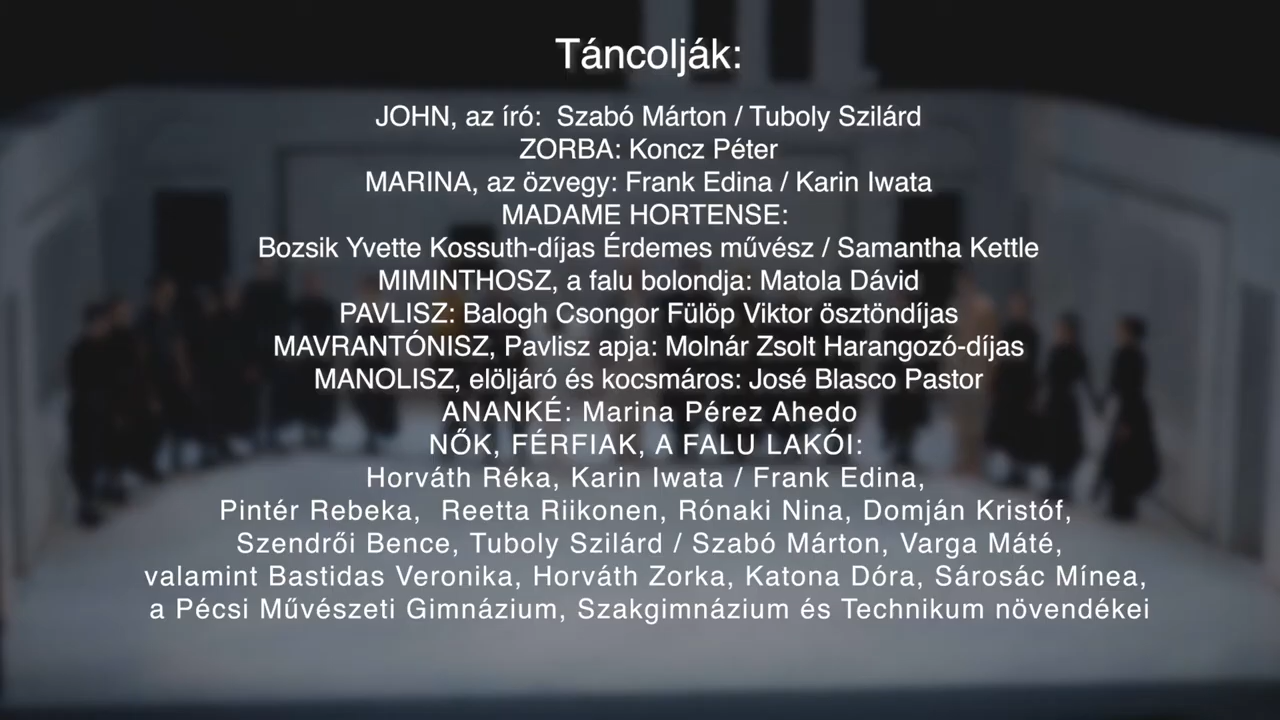 Táncolják:
JOHN, az író: Szabó Márton / Tuboly Szilárd
ZORBA: Koncz Péter
MARINA, az özvegy: Frank Edina / Karin Iwata
MADAME HORTENSE:
Bozsik Yvette Kossuth-díjas Érdemes művész / Samantha Kettle
MIMINTHOSZ, a falu bolondja: Matola Dávid
PAVLISZ: Balogh Csongor Fülöp Viktor ösztöndíjas
MAVRANTÓNISZ, Pavlisz apja: Molnár Zsolt Harangozó-díjas
MANOLISZ, elöljáró és kocsmáros: José Blasco Pastor
ANANKÉ: Marina Pérez Ahedo
NŐK, FÉRFIAK, A FALU LAKÓI:
Horváth Réka, Karin Iwata / Frank Edina,
Pintér Rebeka, Reetta Riikonen, Rónaki Nina, Domján Kristóf,
Szendrői Bence, Tuboly Szilárd / Szabó Márton, Varga Máté,
valamint Bastidas Veronika, Horváth Zorka, Katona Dóra, Sárosác Mínea,
a Pécsi Művészeti Gimnázium, Szakgimnázium és Technikum növendékei